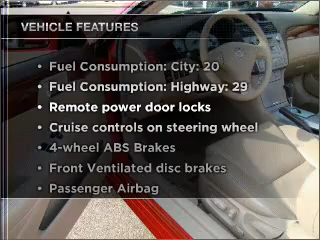 VEHICLE FEATURES
• Fuel Consumption: City: 20
• Fuel Consumption: Highway: 29
• Remote power door locks
• Cruise controls on steering wheel
• 4-wheel ABS Brakes
• Front Ventilated disc brakes
• Passenger Airbag